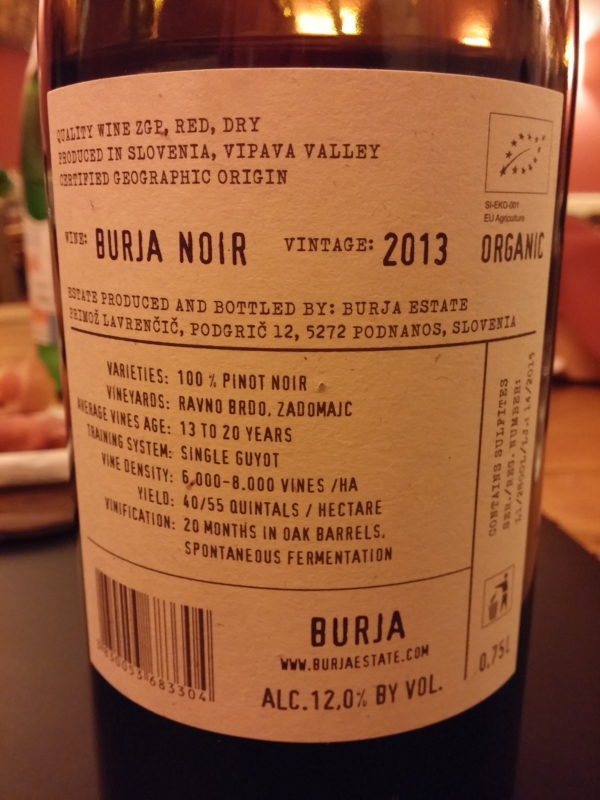 QUALITY WINE ZGP, RED, DRY
PRODUCED IN SLOVENIA, VIPAVA VALLEY
CERTIFIED GEOGRAPHIC ORIGIN
SI-EKO-001
EU Agriculture
WINE: BURJA NOIR VINTAGE: 2013 ORGANIC
ESTATE PRODUCED AND BOTTLED BY: BURJA ESTATE
PRIMOŽ LAVRENČIČ, PODGRIČ 12, 5272 PODNANOS, SLOVENIA
VARIETIES: 100 % PINOT NOIR
VINEYARDS: RAVNO BRDO, ZADOMAJC
AVERAGE VINES AGE: 13 TO 20 YEARS
TRAINING SYSTEM: SINGLE GUYOT
VINE DENSITY: 6.000-8.000 VINES /HA
YIELD: 40/55 QUINTALS / HECTARE
VINIFICATION: 20 MONTHS IN OAK BARRELS,
SPONTANEOUS FERMENTATION
CONTAINS SULFITES
SER./REG. NUMBER:
0,75L
BURJA
WWW.BURJAESTATE.COM
ALC.12,0% BY VOL.